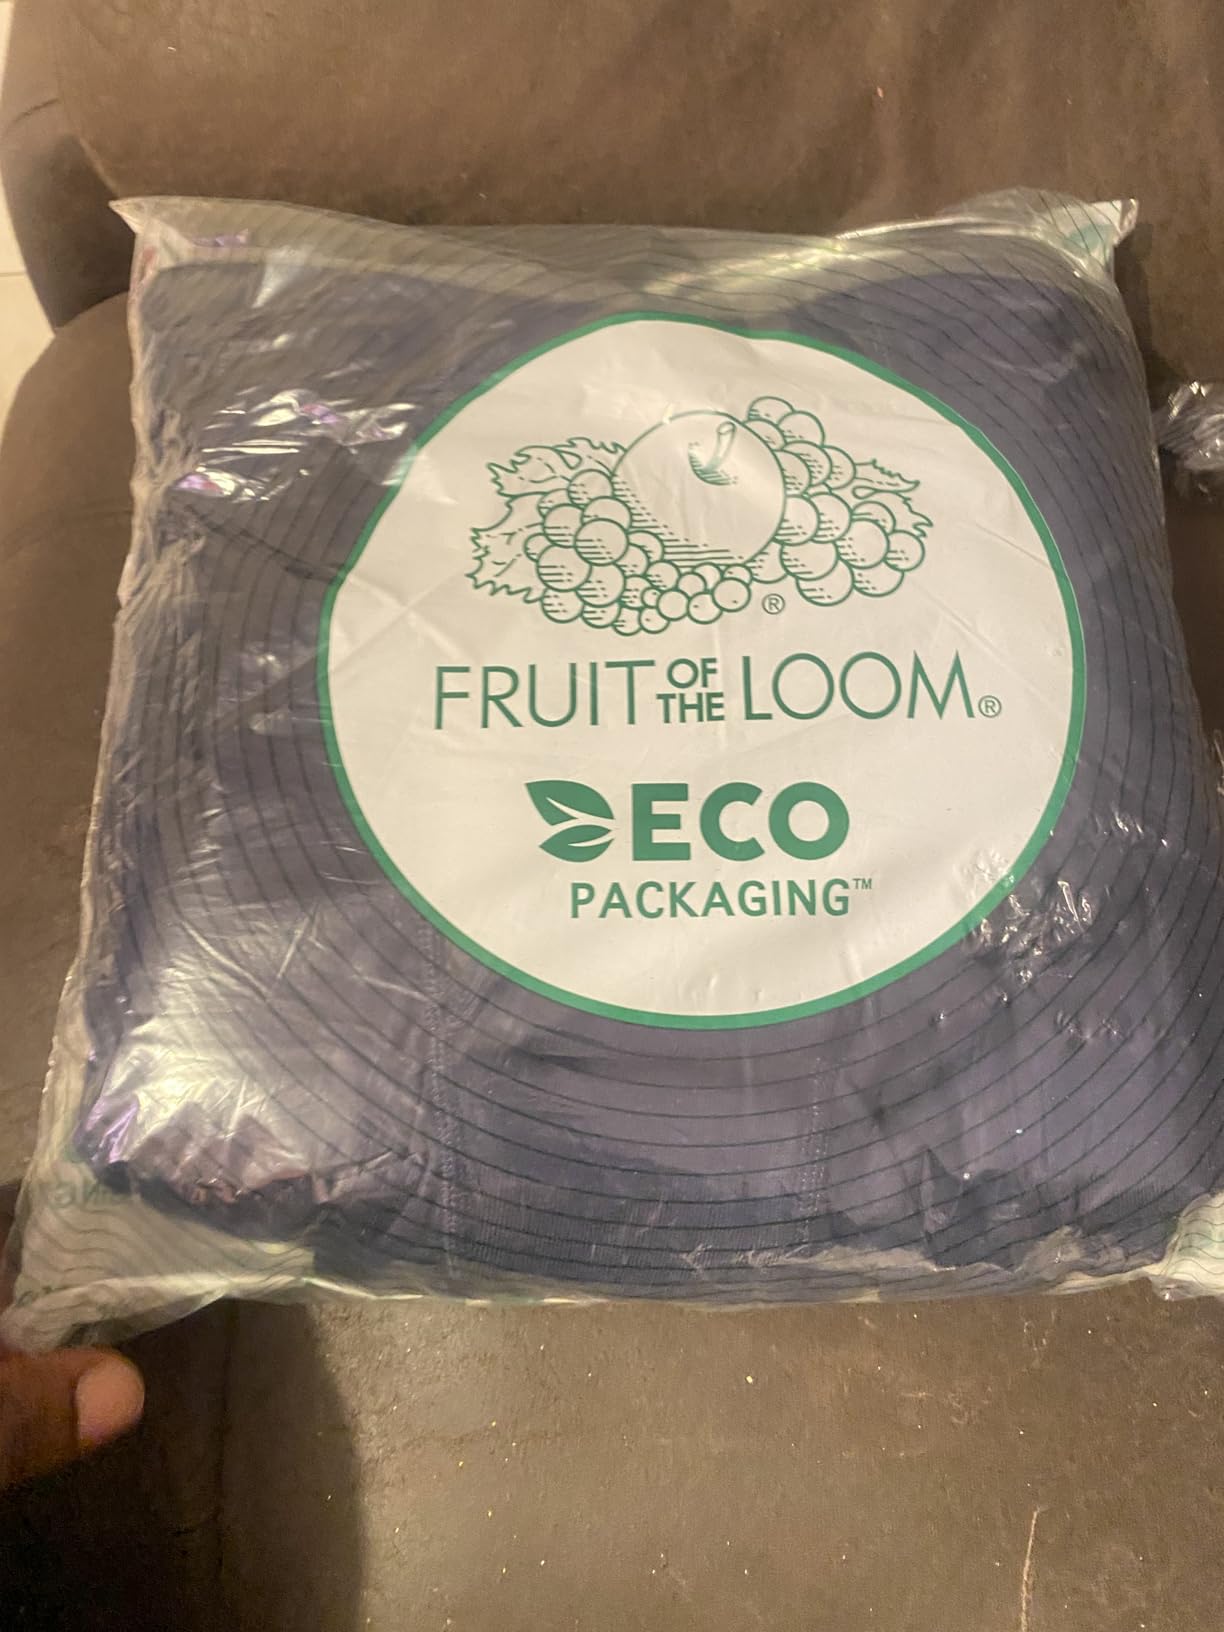 ®
FRUIT OF THE LOOM®
ECO
PACKAGING™